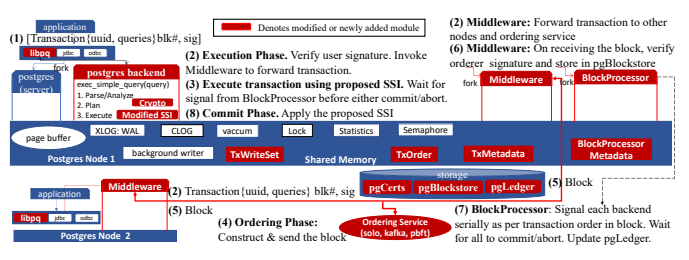 application
(1) [Transaction{uuid, queries}blk#, sig]
libpq jdbc odbc
fork
postgres (server)
postgres backend
exec_simple_query(query)
1. Parse/Analyze
2. Plan
3. Execute
Crypto
Modified SSI
Denotes modified or newly added module
(2) Execution Phase. Verify user signature. Invoke
Middleware to forward transaction.
(3) Execute transaction using proposed SSI. Wait for
signal from BlockProcessor before either commit/abort.
(8) Commit Phase. Apply the proposed SSI
(2) Middleware: Forward transaction to other
nodes and ordering service
(6) Middleware: On receiving the block, verify
orderer signature and store in pgBlockstore
fork
Middleware
fork
BlockProcessor
page buffer
XLOG: WAL
CLOG
vaccum
Lock
Statistics
Semaphore
background writer
TxWriteSet
TxOrder
TxMetadata
BlockProcessor
Metadata
Postgres Node 1
Shared Memory
storage
pgCerts
pgBlockstore
pgLedger
(5) Block
application
Middleware
libpq jdbc odbc
Postgres Node 2
(2) Transaction{uuid, queries} blk#, sig
(5) Block
(4) Ordering Phase:
Construct & send the block
Ordering Service
(solo, kafka, pbft)
(7) BlockProcessor: Signal each backend
serially as per transaction order in block. Wait
for all to commit/abort. Update pgLedger.